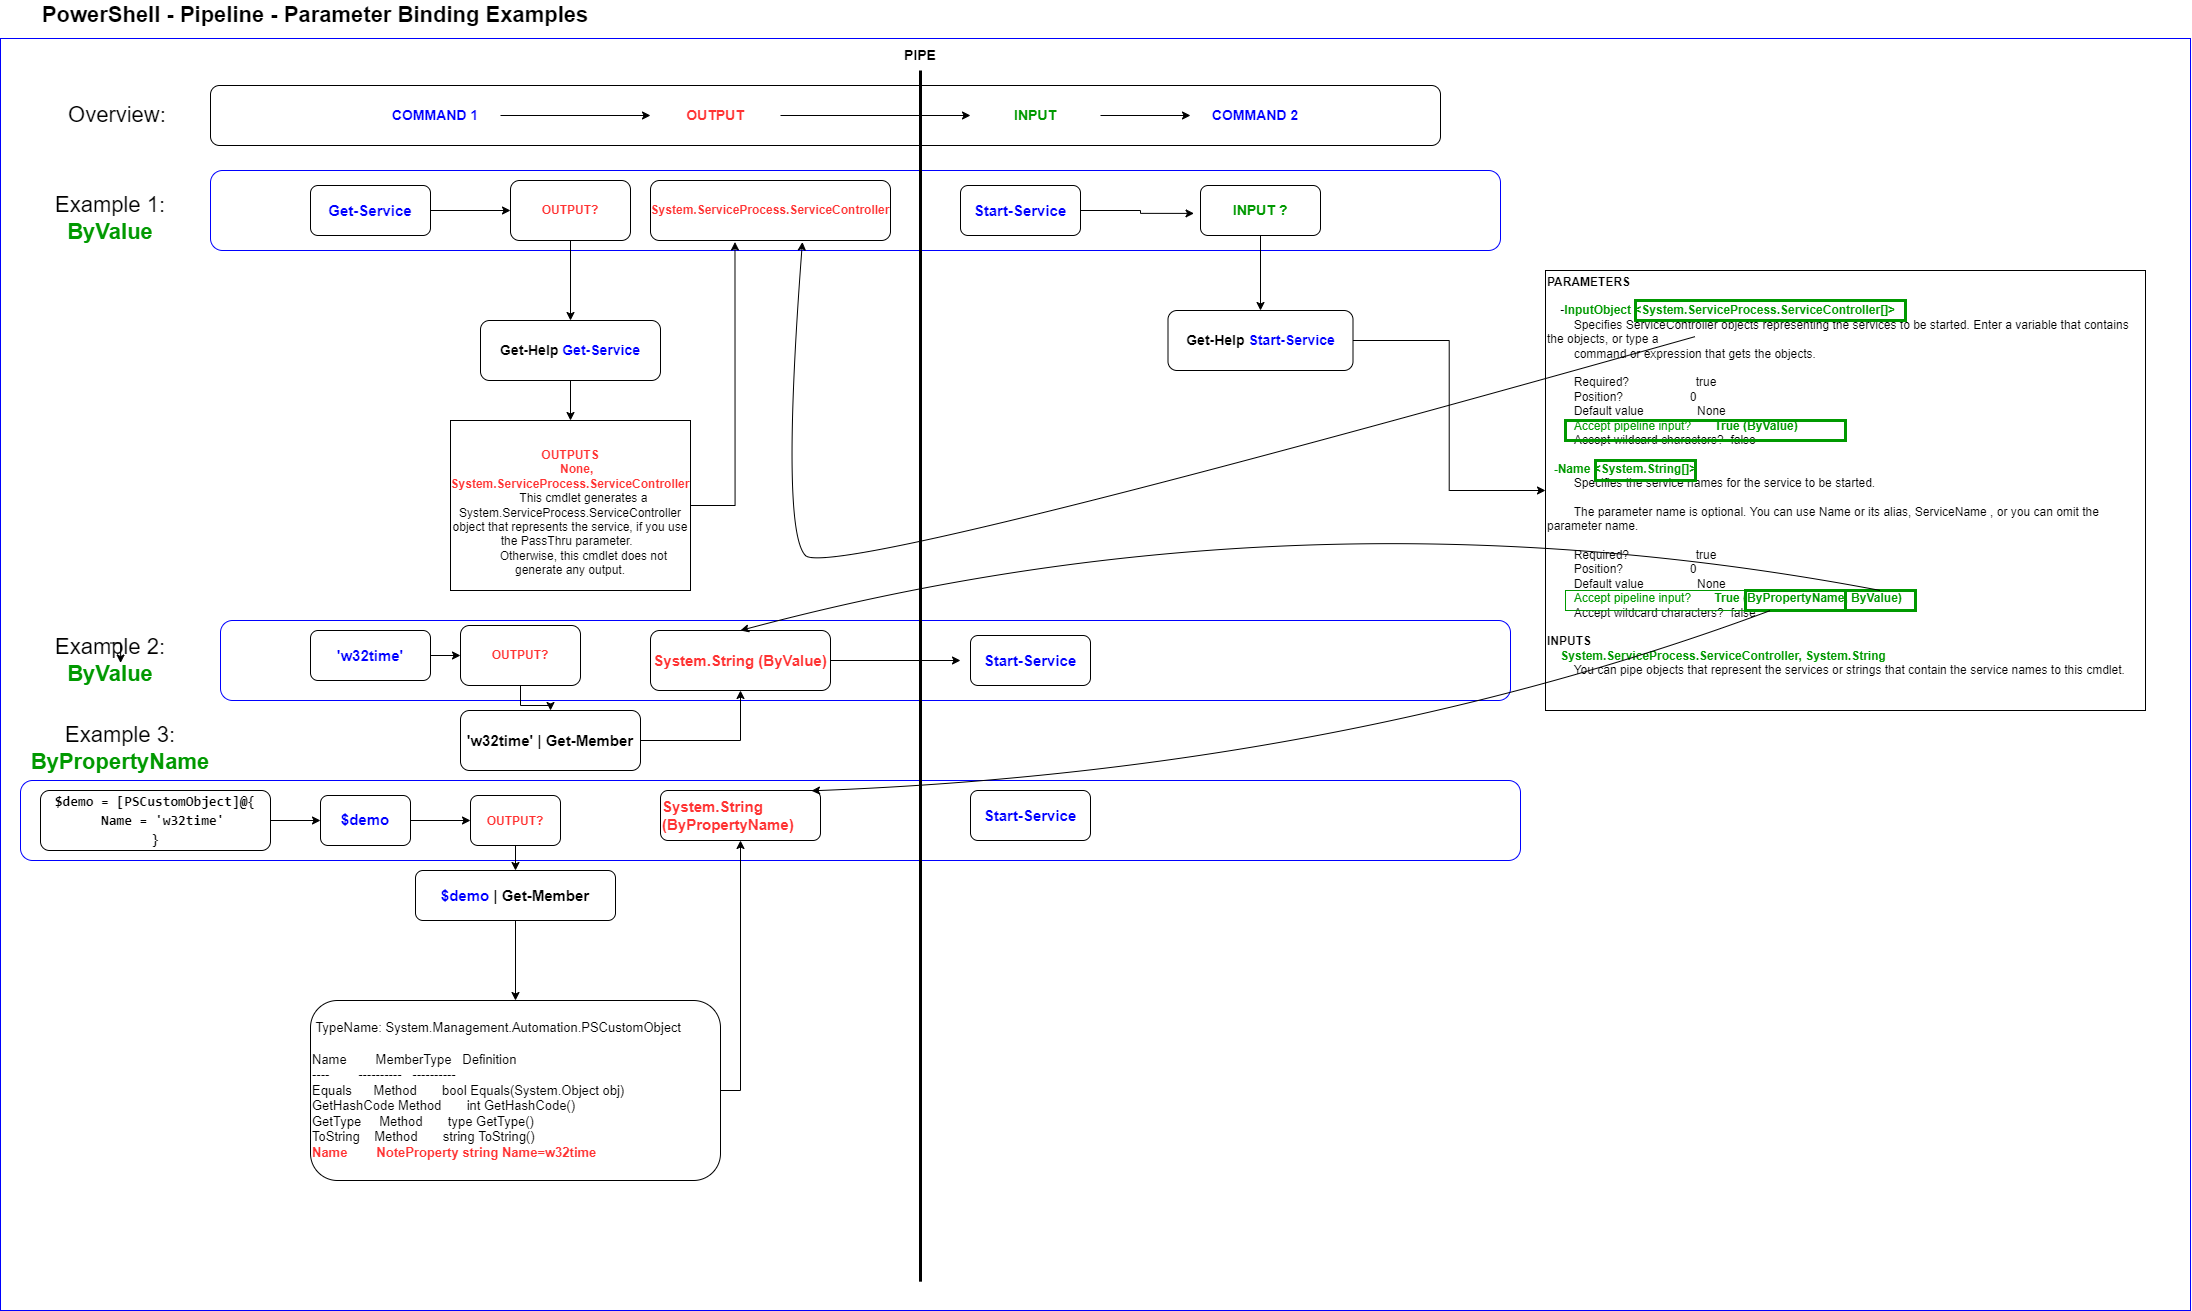 PowerShell - Pipeline - Parameter Binding Examples
PIPE
Overview:
COMMAND 1
OUTPUT
INPUT
COMMAND 2
Example 1:
ByValue
Get-Service
OUTPUT?
System.ServiceProcess.ServiceController
Start-Service
INPUT ?
Get-Help Get-Service
OUTPUTS
None,
System.ServiceProcess.ServiceController
This cmdlet generates a
System.ServiceProcess.ServiceController
object that represents the service, if you use
the PassThru parameter.
Otherwise, this cmdlet does not
generate any output.
Get-Help Start-Service
PARAMETERS
-InputObject <System.ServiceProcess.ServiceController[]>
Specifies ServiceController objects representing the services to be started. Enter a variable that contains
the objects, or type a
command or expression that gets the objects.
Required? true
Position? 0
Default value None
Accept pipeline input? True (ByValue)
Accept wildcard characters? false
-Name <System.String[]>
Specifies the service names for the service to be started.
The parameter name is optional. You can use Name or its alias, ServiceName , or you can omit the
parameter name.
Required? true
Position? 0
Default value None
Accept pipeline input? True (ByPropertyName, ByValue)
Accept wildcard characters? false
INPUTS
System.ServiceProcess.ServiceController, System.String
You can pipe objects that represent the services or strings that contain the service names to this cmdlet.
Example 2:
ByValue
'w32time'
OUTPUT?
System.String (ByValue)
Start-Service
'w32time' | Get-Member
Example 3:
ByPropertyName
$demo = [PSCustomObject]@{
Name = 'w32time'
}
$demo
OUTPUT?
System.String
(ByPropertyName)
Start-Service
$demo | Get-Member
TypeName: System.Management.Automation.PSCustomObject
Name MemberType Definition
---- ---------- ----------
Equals Method bool Equals(System.Object obj)
GetHashCode Method int GetHashCode()
GetType Method type GetType()
ToString Method string ToString()
Name NoteProperty string Name=w32time